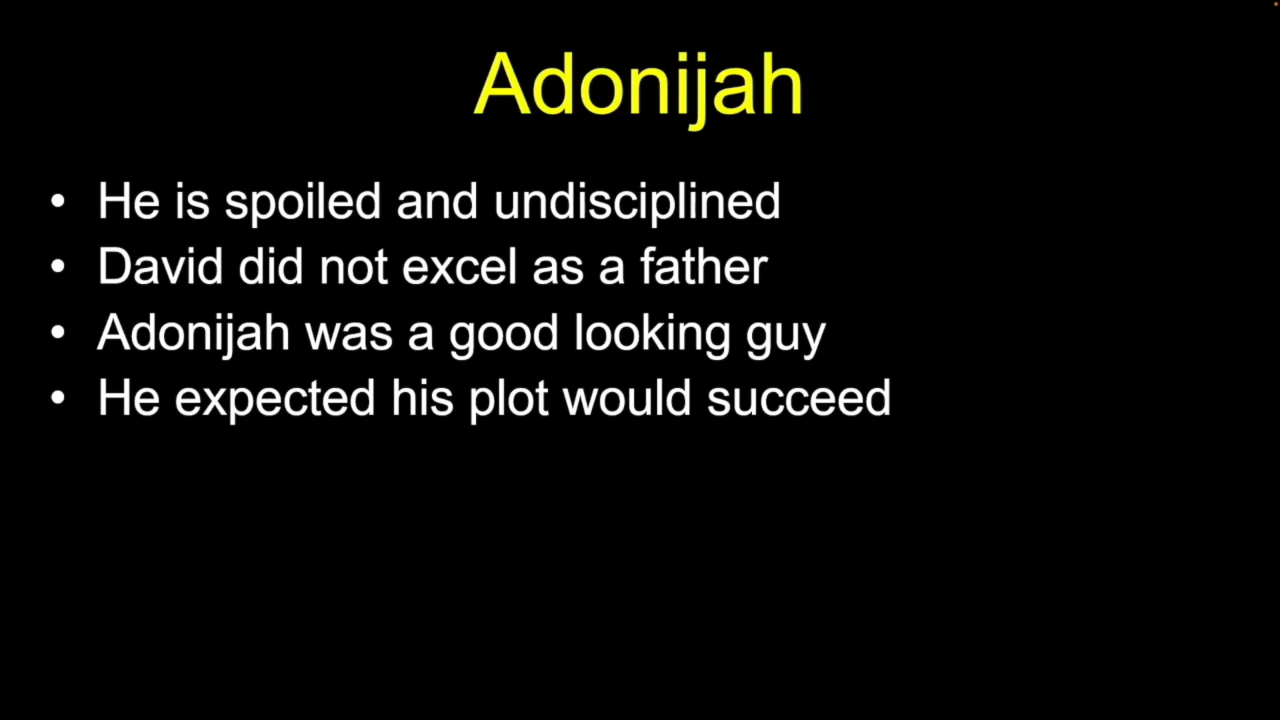 Adonijah
• He is spoiled and undisciplined
• David did not excel as a father
• Adonijah was a good looking guy
• He expected his plot would succeed